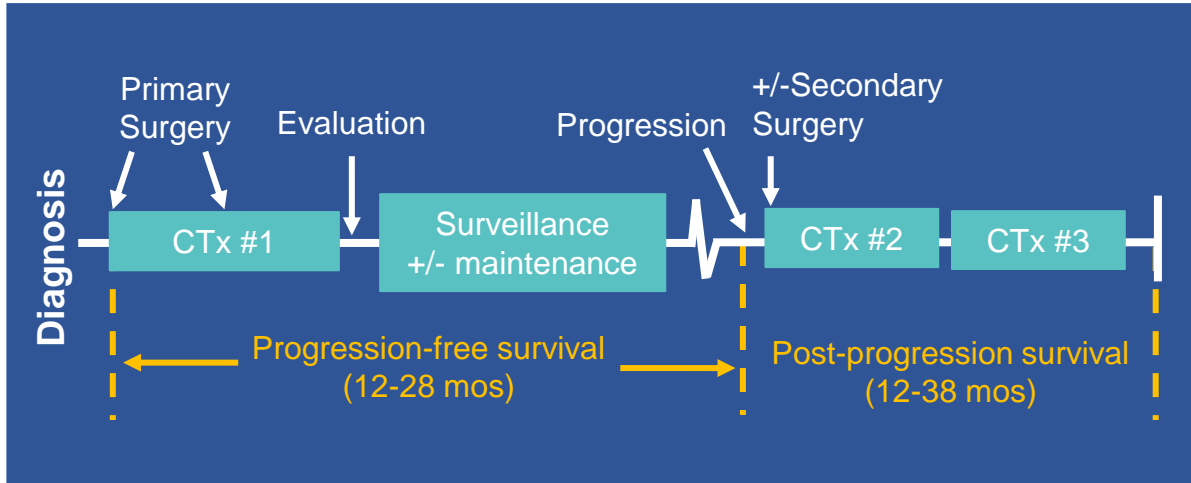 Primary
Surgery
Evaluation
Progression
+/-Secondary
Surgery
Diagnosis
CTx #1
Surveillance
+/- maintenance
CTx #2
CTx #3
Progression-free survival
(12-28 mos)
Post-progression survival
(12-38 mos)